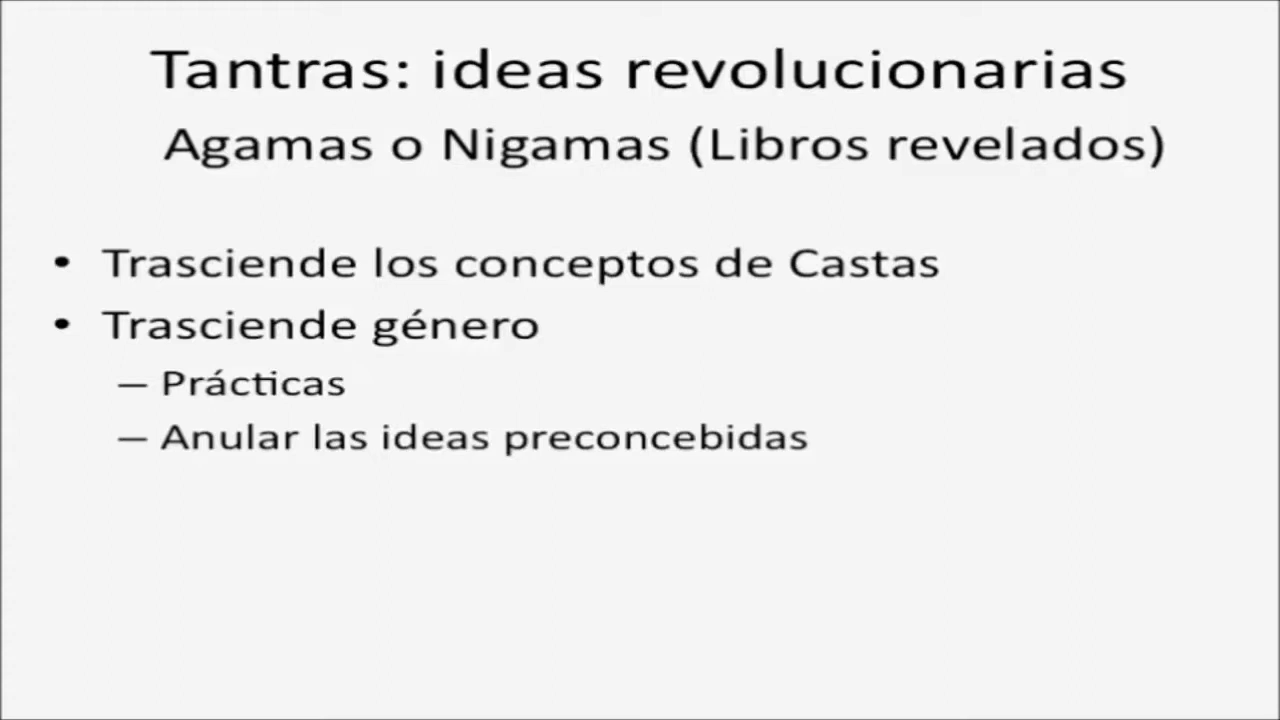 Tantras: ideas revolucionarias
Agamas o Nigamas (Libros revelados)
• Trasciende los conceptos de Castas
• Trasciende género
– Prácticas
– Anular las ideas preconcebidas